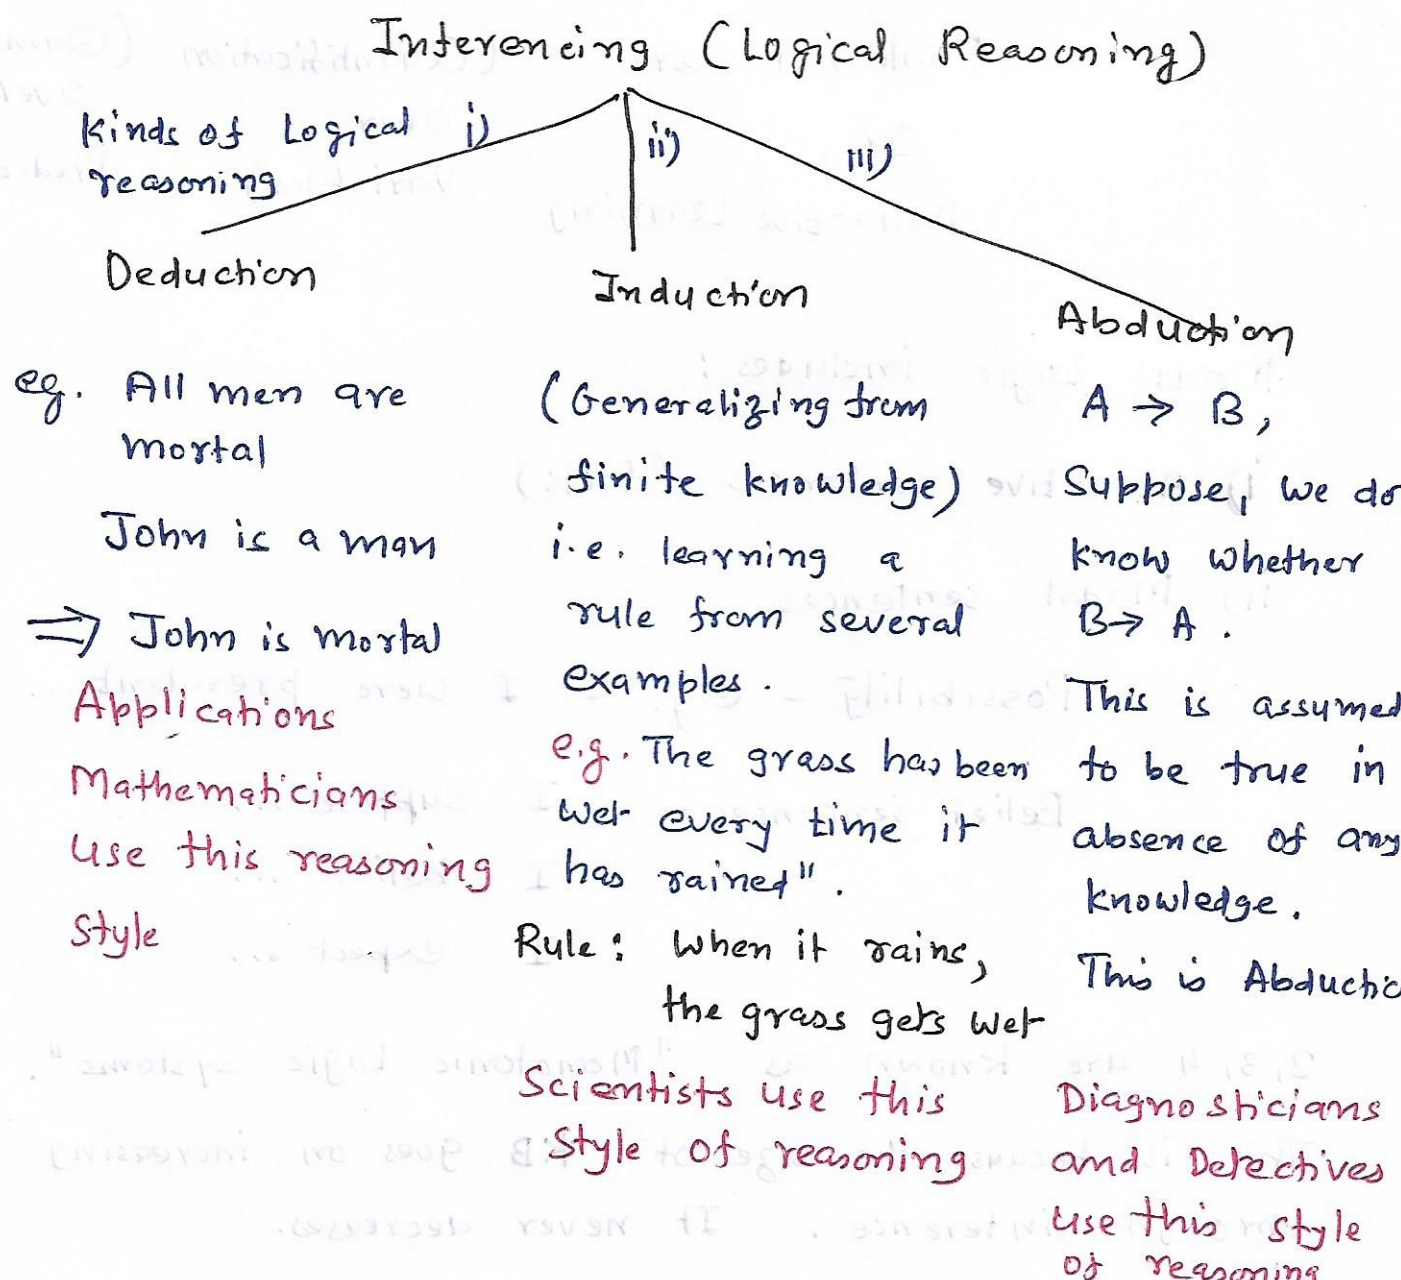 Inferencing (Logical Reasoning)
Kinds of Logical
reasoning
i)
ii)
iii)
Deduction
Induction
Abduction
eg. All men are
mortal
John is a man
⇒ John is mortal
Applications
Mathematicians
use this reasoning
style
(Generalizing from
finite knowledge)
i.e. learning a
rule from several
examples.
e.g. The grass has been
wet every time it
has rained".
Rule: When it rains,
the grass gets wet
Scientists use this
style of reasoning
A → B,
Suppose, we do
know whether
B → A.
This is assumed
to be true in
absence of any
knowledge.
This is Abductio
Diagnosticians
and Detectives
use this style
of reasoning